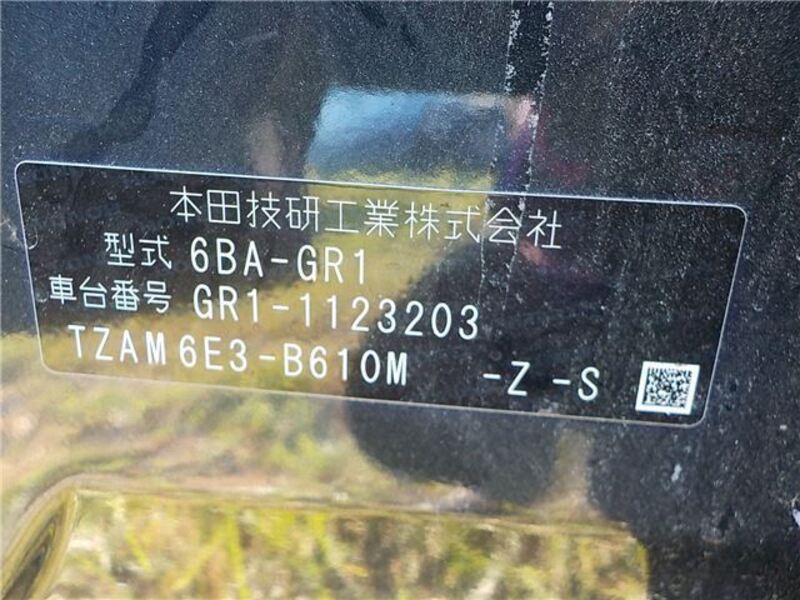 本田技研工業株式会社
型式 6BA-GR1
車台番号 GR1-1123203
TZAM6E3-B610M -Z -S